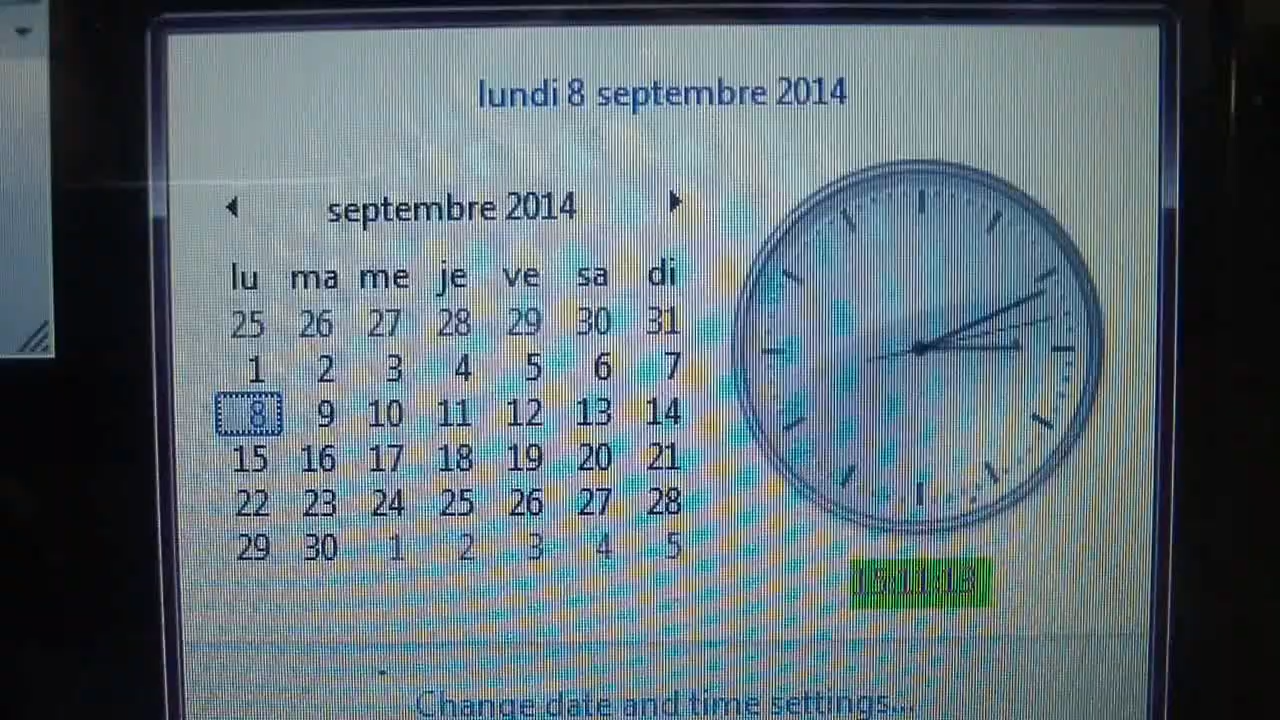 lundi 8 septembre 2014
septembre 2014
lu ma me je ve sa di
25 26 27 28 29 30 31
1 2 3 4 5 6 7
8 9 10 11 12 13 14
15 16 17 18 19 20 21
22 23 24 25 26 27 28
29 30 1 2 3 4 5
15:11:13
Change date and time settings...